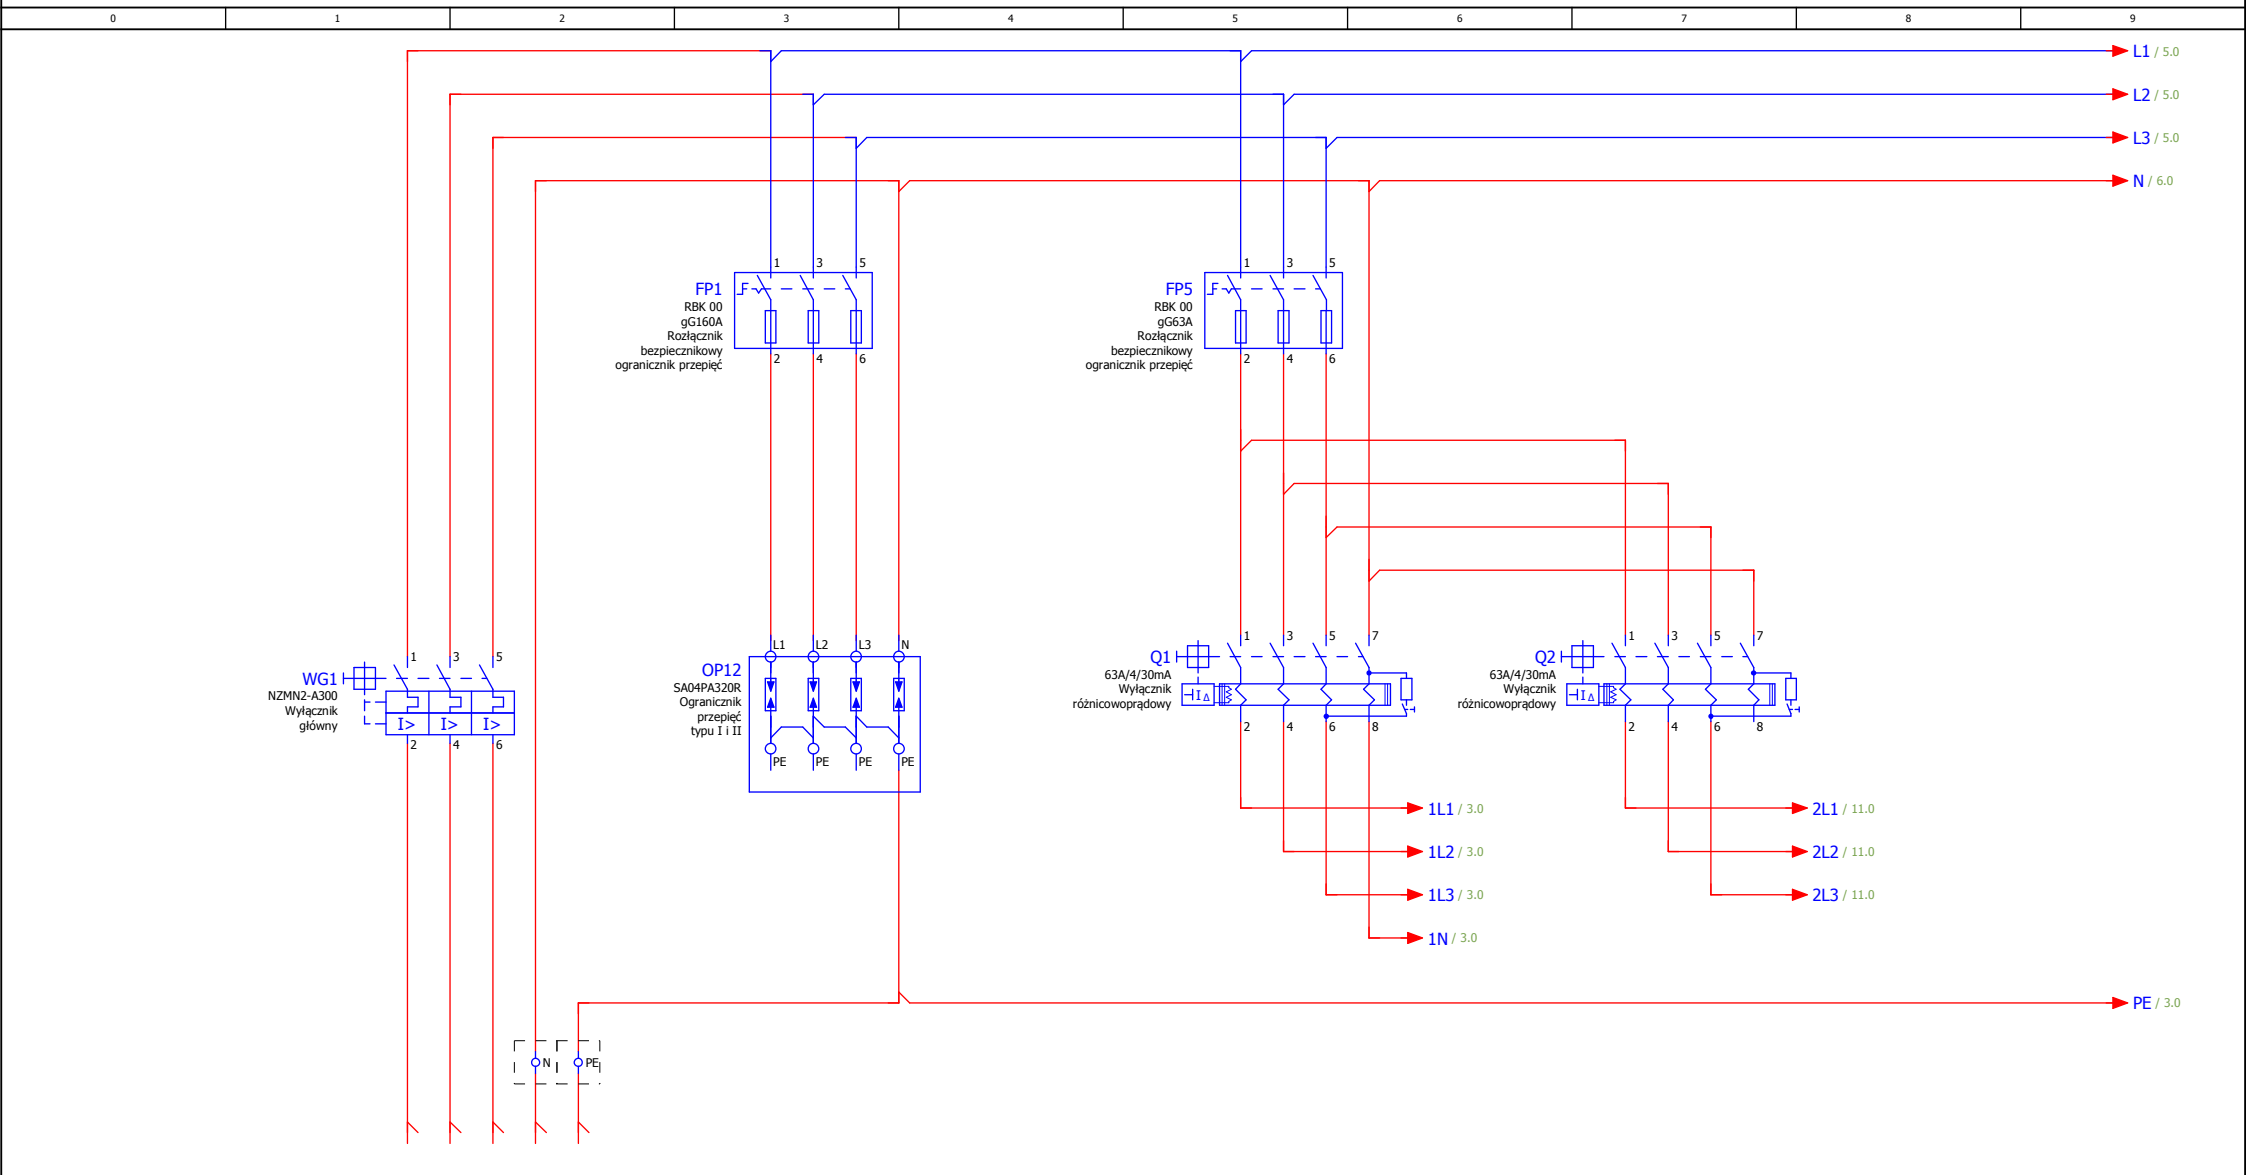 0 1 2 3 4 5 6 7 8 9
L1 / 5.0
L2 / 5.0
L3 / 5.0
N / 6.0
1 3 5
FP1
RBK 00
gG160A
Rozłącznik
bezpiecznikowy
ogranicznik przepięć
2 4 6
1 3 5
FP5
RBK 00
gG63A
Rozłącznik
bezpiecznikowy
ogranicznik przepięć
2 4 6
1 3 5
WG1
NZMN2-A300
Wyłącznik
główny
I> I> I>
2 4 6
L1 L2 L3 N
OP12
SA04PA320R
Ogranicznik
przepięć
typu I i II
PE PE PE PE
1 3 5 7
Q1
63A/4/30mA
Wyłącznik
różnicowoprądowy
I Δ
2 4 6 8
1 3 5 7
Q2
63A/4/30mA
Wyłącznik
różnicowoprądowy
I Δ
2 4 6 8
1L1 / 3.0
1L2 / 3.0
1L3 / 3.0
1N / 3.0
2L1 / 11.0
2L2 / 11.0
2L3 / 11.0
PE / 3.0
N PE